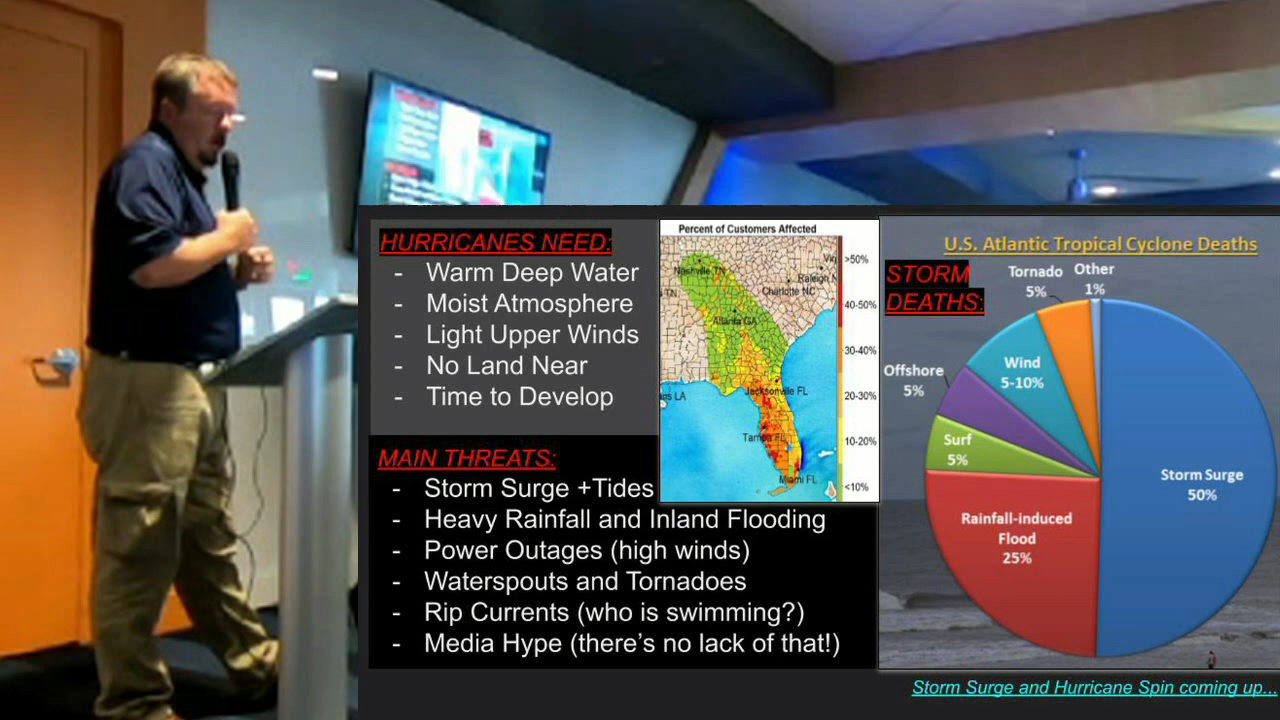 HURRICANES NEED:
- Warm Deep Water
- Moist Atmosphere
- Light Upper Winds
- No Land Near
- Time to Develop
MAIN THREATS:
- Storm Surge +Tides
- Heavy Rainfall and Inland Flooding
- Power Outages (high winds)
- Waterspouts and Tornadoes
- Rip Currents (who is swimming?)
- Media Hype (there's no lack of that!)
Percent of Customers Affected
Nashville TN
Raleigh N
TN
Charlotte NC
Atlanta GA
LA
Jacksonville FL
Tampa FL
Miami FL
>50%
40-50%
30-40%
20-30%
10-20%
<10%
U.S. Atlantic Tropical Cyclone Deaths
STORM
DEATHS:
Tornado
5%
Other
1%
Wind
5-10%
Offshore
5%
Surf
5%
Storm Surge
50%
Rainfall-induced
Flood
25%
Storm Surge and Hurricane Spin coming up...